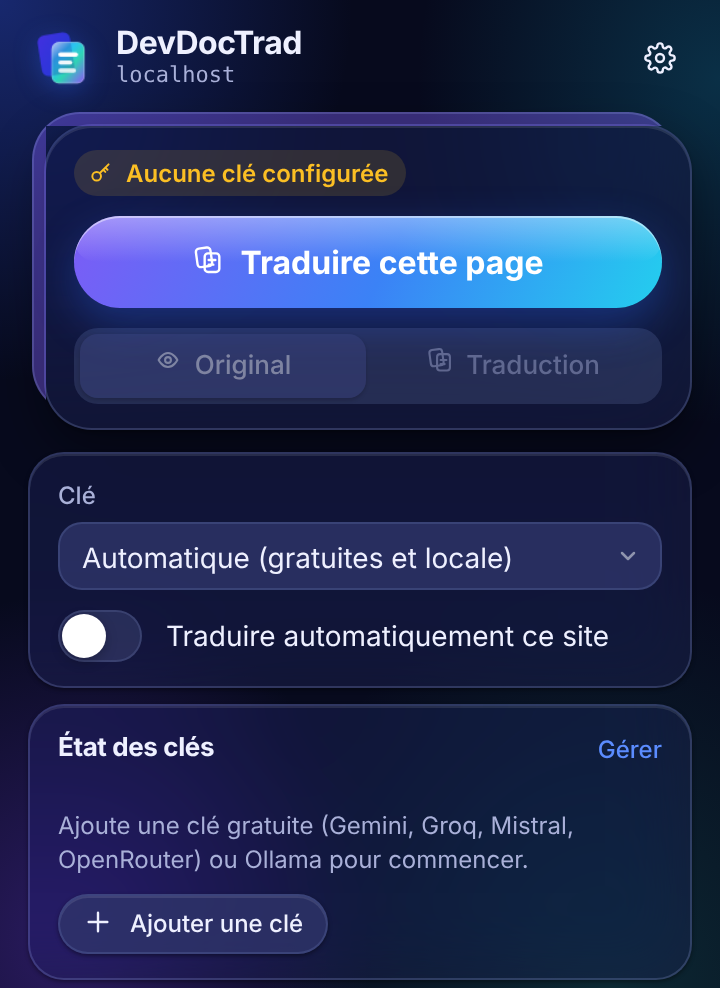 DevDocTrad
localhost
Aucune clé configurée
Traduire cette page
Original
Traduction
Clé
Automatique (gratuites et locale)
Traduire automatiquement ce site
État des clés
Gérer
Ajoute une clé gratuite (Gemini, Groq, Mistral,
OpenRouter) ou Ollama pour commencer.
Ajouter une clé